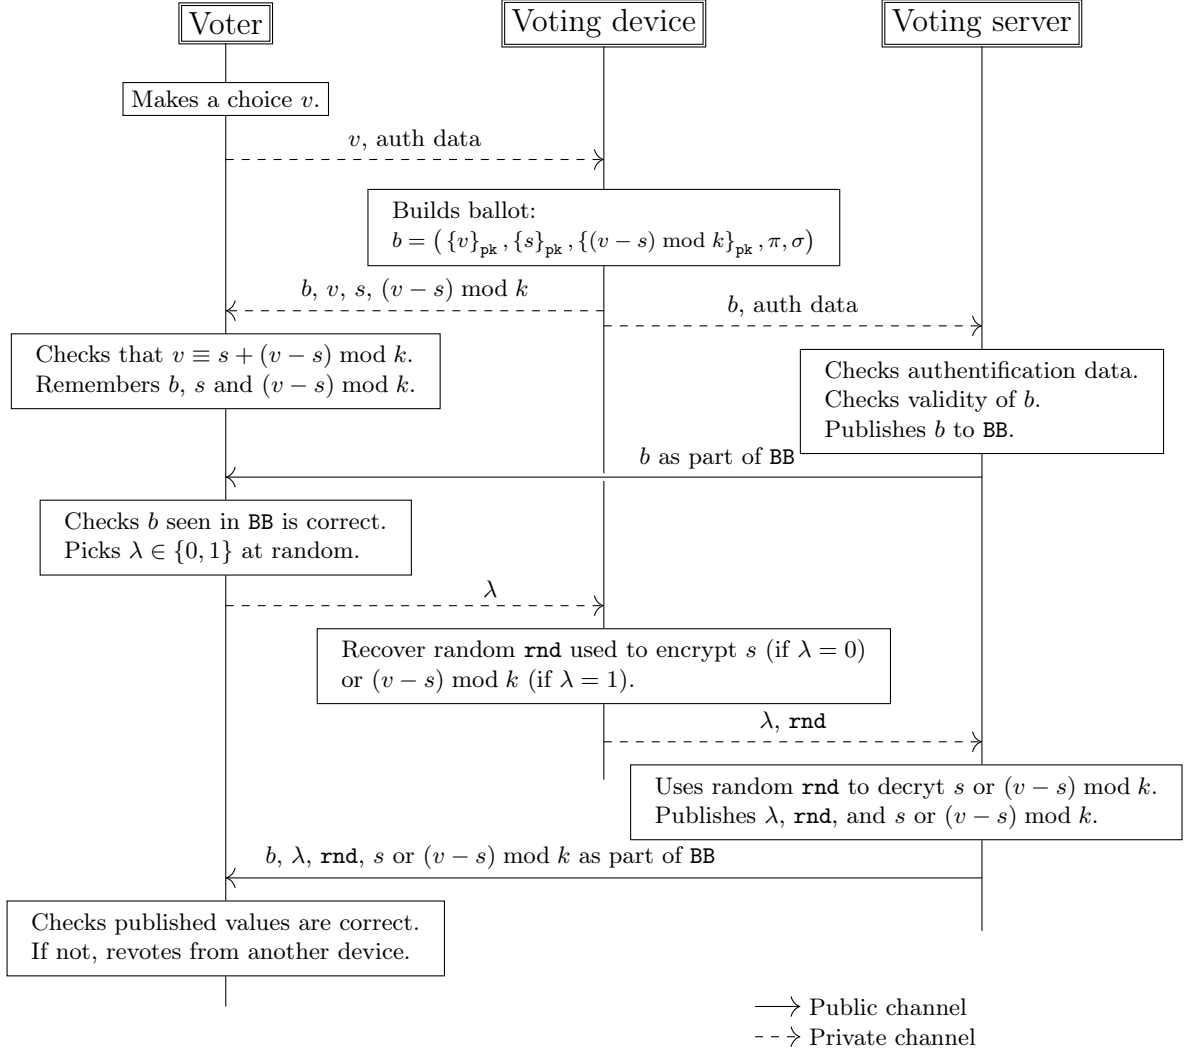 Voter
Voting device
Voting server
Makes a choice v.
v, auth data
Builds ballot:
b = ( {v}_pk , {s}_pk , {(v − s) mod k}_pk , π, σ )
b, v, s, (v − s) mod k
b, auth data
Checks that v ≡ s + (v − s) mod k.
Remembers b, s and (v − s) mod k.
Checks authentification data.
Checks validity of b.
Publishes b to BB.
b as part of BB
Checks b seen in BB is correct.
Picks λ ∈ {0, 1} at random.
λ
Recover random rnd used to encrypt s (if λ = 0)
or (v − s) mod k (if λ = 1).
λ, rnd
Uses random rnd to decryt s or (v − s) mod k.
Publishes λ, rnd, and s or (v − s) mod k.
b, λ, rnd, s or (v − s) mod k as part of BB
Checks published values are correct.
If not, revotes from another device.
Public channel
Private channel